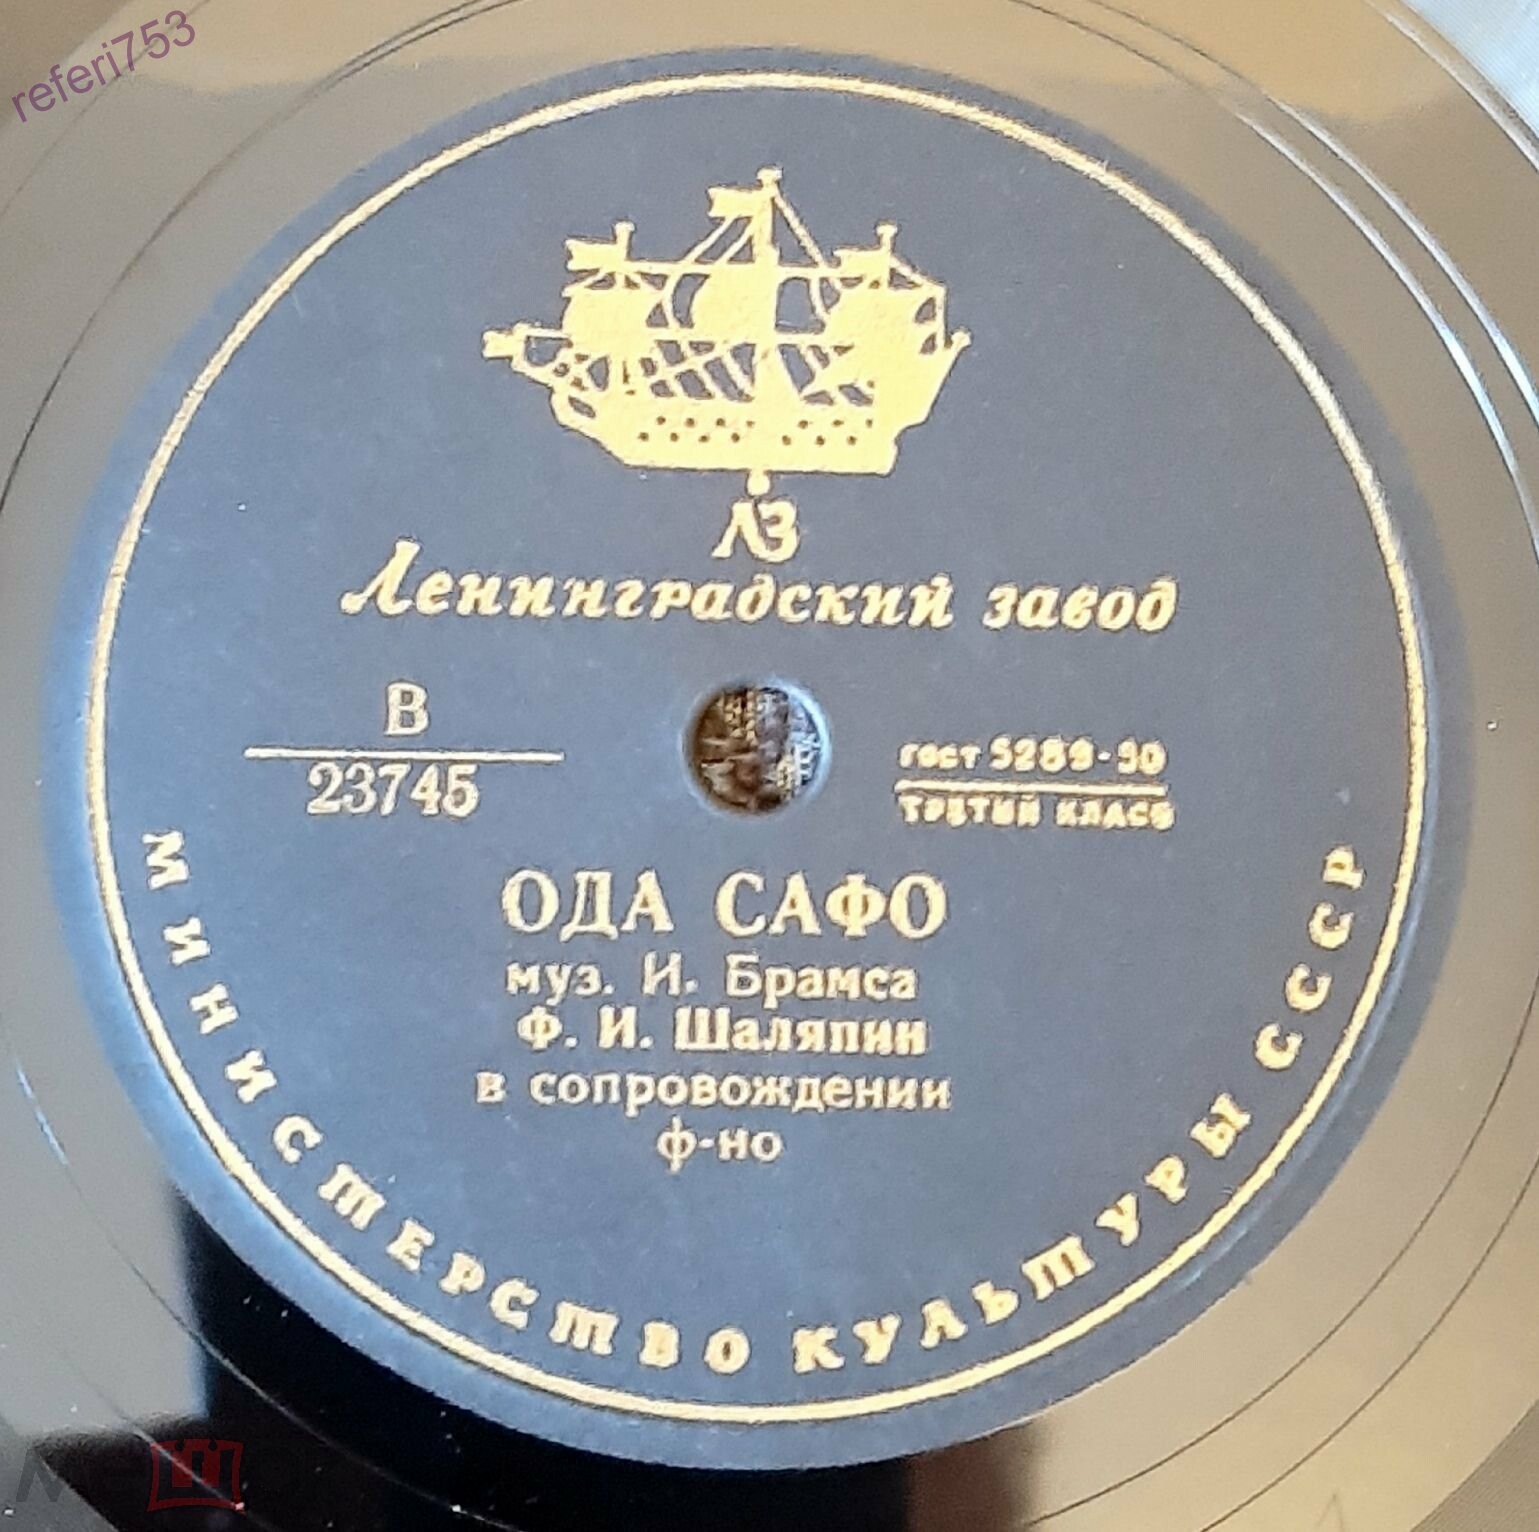 referi753
ЛЗ
Ленинградский завод
В
23745
ГОСТ 5289-50
ТРЕТИЙ КЛАСС
ОДА САФО
муз. И. Брамса
Ф. И. Шаляпин
в сопровождении
ф-но
МИНИСТЕРСТВО КУЛЬТУРЫ СССР